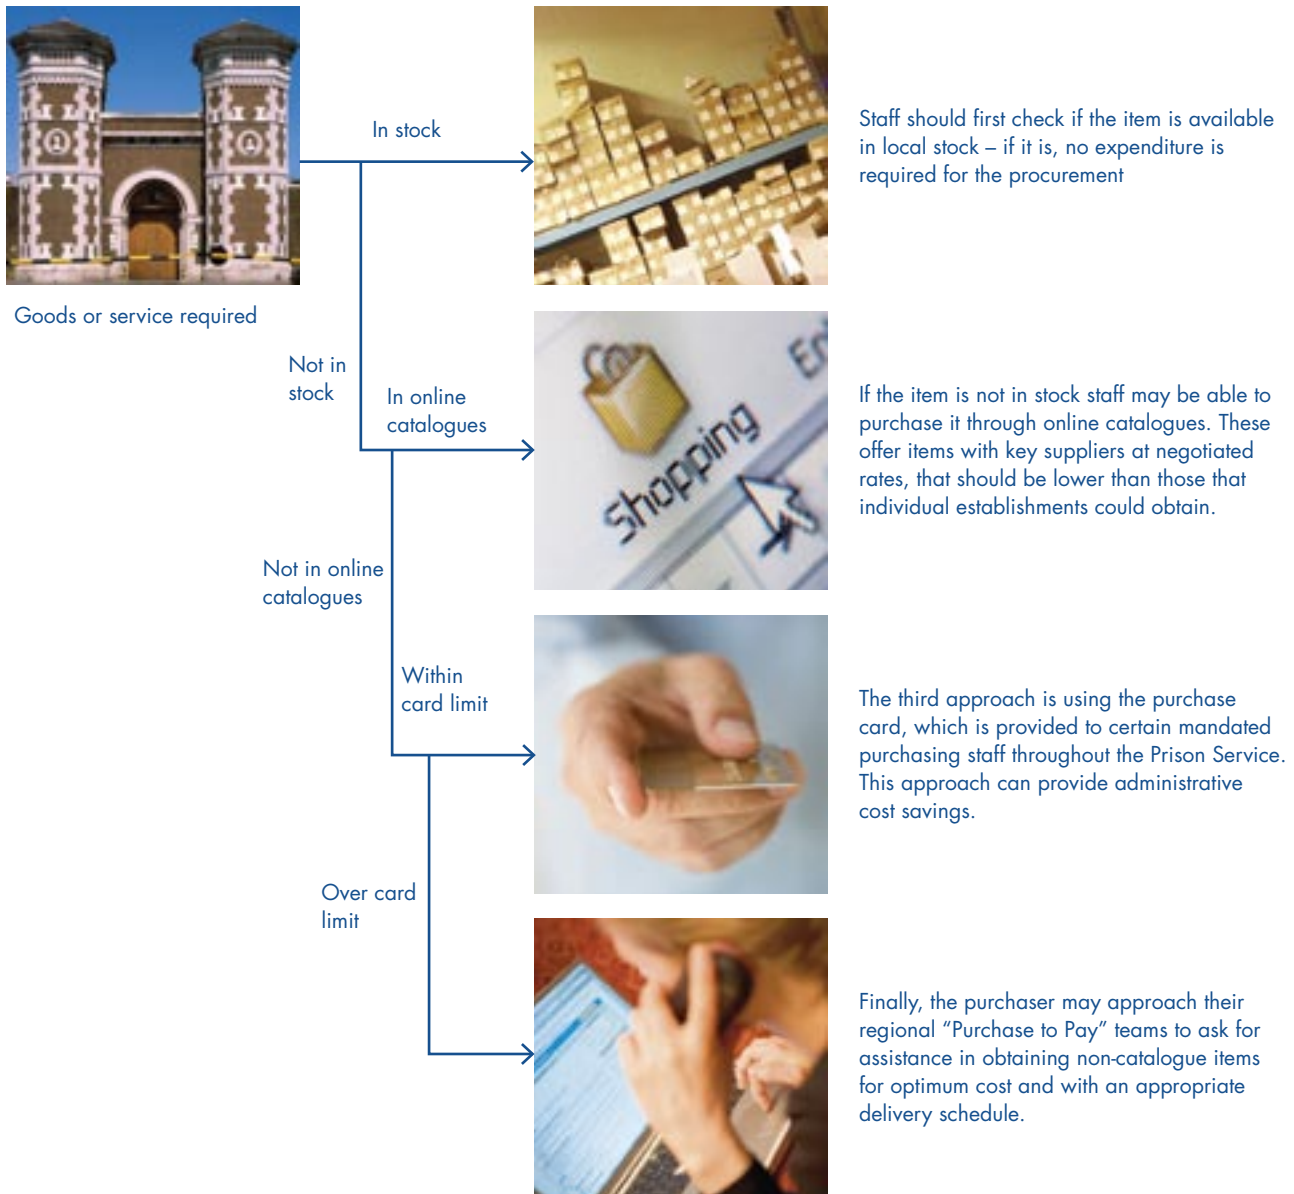 In stock
Staff should first check if the item is available
in local stock – if it is, no expenditure is
required for the procurement
Goods or service required
Not in
stock
In online
catalogues
Shopping
If the item is not in stock staff may be able to
purchase it through online catalogues. These
offer items with key suppliers at negotiated
rates, that should be lower than those that
individual establishments could obtain.
Not in online
catalogues
Within
card limit
The third approach is using the purchase
card, which is provided to certain mandated
purchasing staff throughout the Prison Service.
This approach can provide administrative
cost savings.
Over card
limit
Finally, the purchaser may approach their
regional “Purchase to Pay” teams to ask for
assistance in obtaining non-catalogue items
for optimum cost and with an appropriate
delivery schedule.